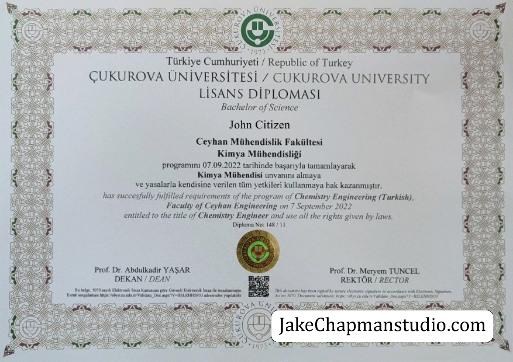 Türkiye Cumhuriyeti / Republic of Turkey
ÇUKUROVA ÜNİVERSİTESİ / CUKUROVA UNIVERSITY
LİSANS DİPLOMASI
Bachelor of Science
John Citizen
Ceyhan Mühendislik Fakültesi
Kimya Mühendisliği
programını 07.09.2022 tarihinde başarıyla tamamlayarak
Kimya Mühendisi unvanını almaya
ve yasalarla kendisine verilen tüm yetkileri kullanmaya hak kazanmıştır.
has succesfully fulfilled requirements of the program of Chemistry Engineering (Turkish),
Faculty of Ceyhan Engineering on 7 September 2022
entitled to the title of Chemistry Engineer and use all the rights given by laws.
Diploma No: 148 / 11
Prof. Dr. Abdulkadir YAŞAR
DEKAN / DEAN
Prof. Dr. Meryem TUNCEL
REKTÖR / RECTOR
JakeChapmanstudio.com